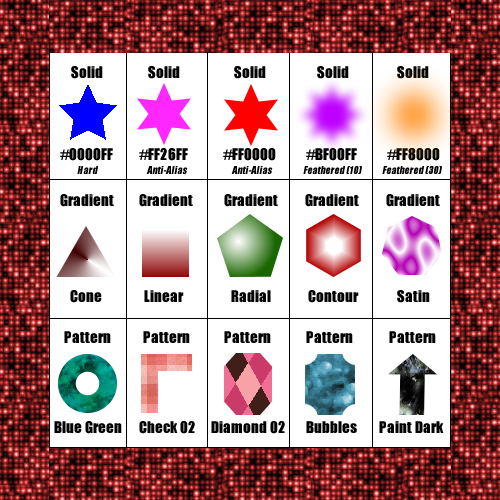 Solid Solid Solid Solid Solid
#0000FF #FF26FF #FF0000 #BF00FF #FF8000
Hard Anti-Alias Anti-Alias Feathered (10) Feathered (30)
Gradient Gradient Gradient Gradient Gradient
Cone Linear Radial Contour Satin
Pattern Pattern Pattern Pattern Pattern
Blue Green Check 02 Diamond 02 Bubbles Paint Dark